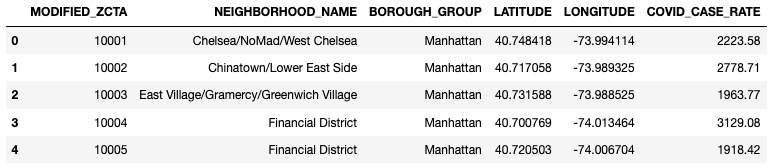 MODIFIED_ZCTA NEIGHBORHOOD_NAME BOROUGH_GROUP LATITUDE LONGITUDE COVID_CASE_RATE
0 10001 Chelsea/NoMad/West Chelsea Manhattan 40.748418 -73.994114 2223.58
1 10002 Chinatown/Lower East Side Manhattan 40.717058 -73.989325 2778.71
2 10003 East Village/Gramercy/Greenwich Village Manhattan 40.731588 -73.988525 1963.77
3 10004 Financial District Manhattan 40.700769 -74.013464 3129.08
4 10005 Financial District Manhattan 40.720503 -74.006704 1918.42